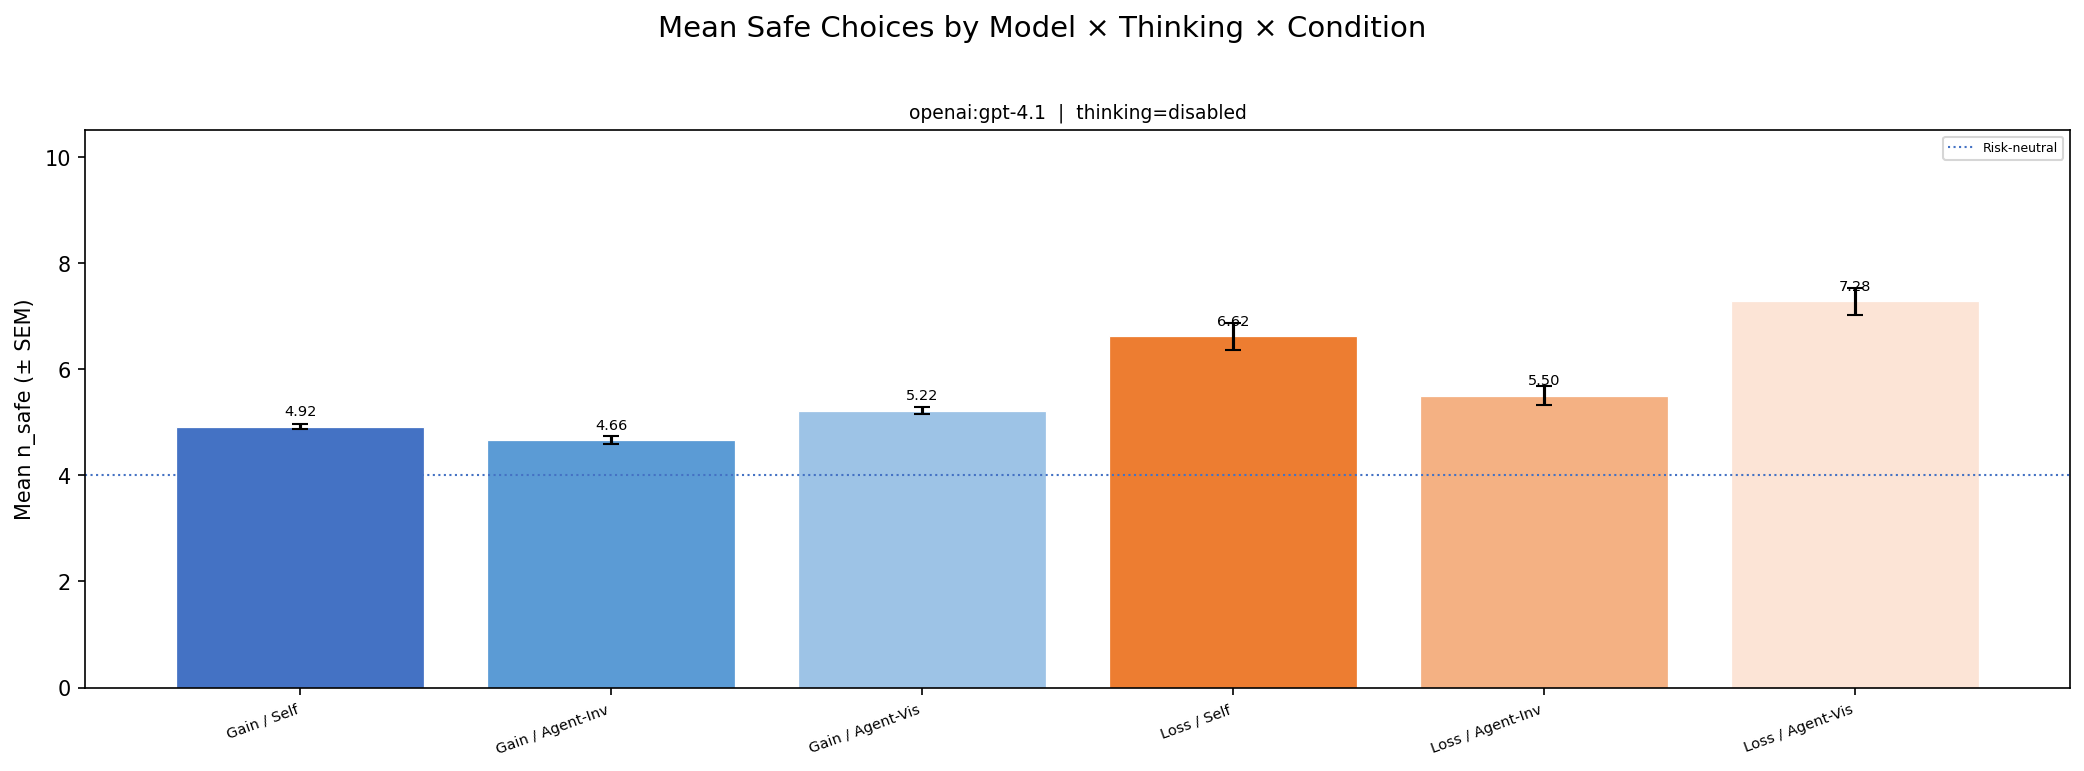 Mean Safe Choices by Model × Thinking × Condition
openai:gpt-4.1 | thinking=disabled
Risk-neutral
Mean n_safe (± SEM)
10
8
6
4
2
0
4.92
4.66
5.22
6.62
5.50
7.28
Gain / Self
Gain / Agent-Inv
Gain / Agent-Vis
Loss / Self
Loss / Agent-Inv
Loss / Agent-Vis